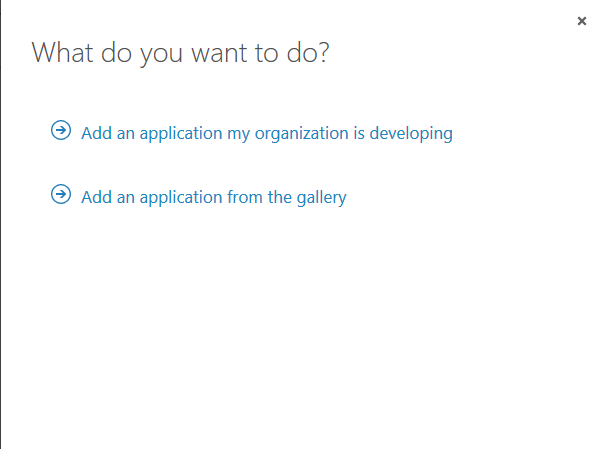 What do you want to do?
Add an application my organization is developing
Add an application from the gallery